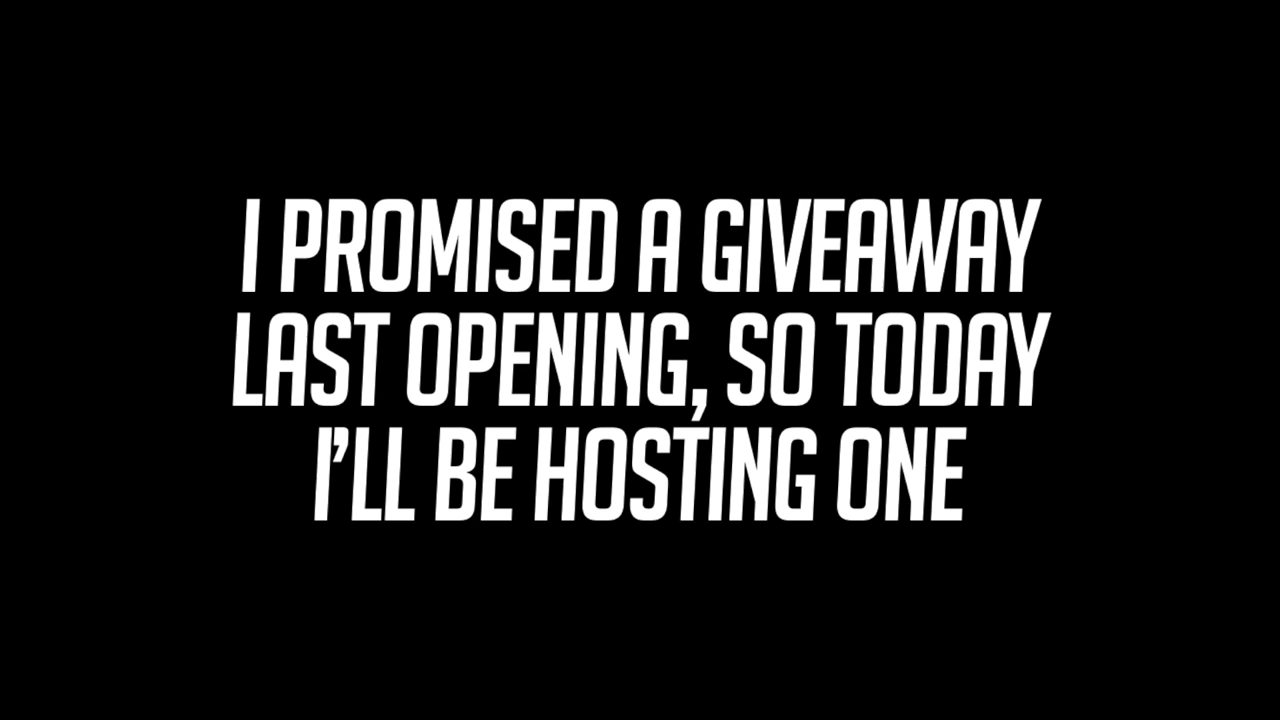 I PROMISED A GIVEAWAY
LAST OPENING, SO TODAY
I'LL BE HOSTING ONE